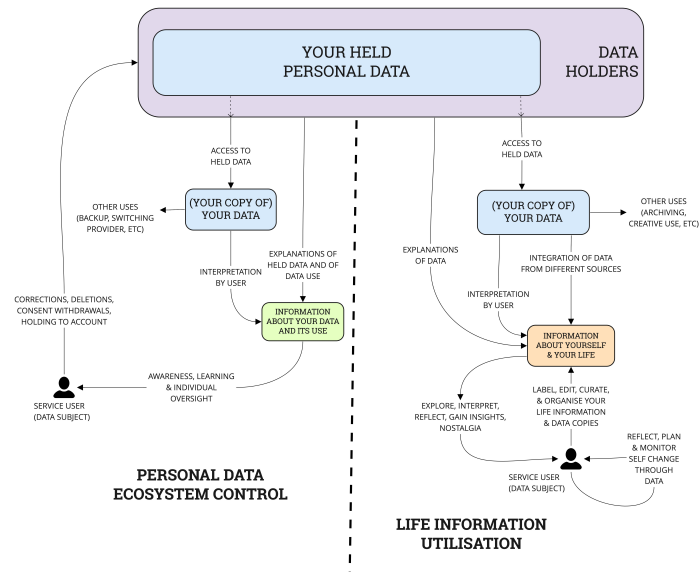 YOUR HELD
PERSONAL DATA
DATA
HOLDERS
ACCESS TO
HELD DATA
(YOUR COPY OF)
YOUR DATA
OTHER USES
(BACKUP, SWITCHING
PROVIDER, ETC)
EXPLANATIONS OF
HELD DATA AND OF
DATA USE
INTERPRETATION
BY USER
INFORMATION
ABOUT YOUR DATA
AND ITS USE
CORRECTIONS, DELETIONS,
CONSENT WITHDRAWALS,
HOLDING TO ACCOUNT
AWARENESS, LEARNING
& INDIVIDUAL
OVERSIGHT
SERVICE USER
(DATA SUBJECT)
PERSONAL DATA
ECOSYSTEM CONTROL
ACCESS TO
HELD DATA
(YOUR COPY OF)
YOUR DATA
OTHER USES
(ARCHIVING,
CREATIVE USE, ETC)
EXPLANATIONS
OF DATA
INTEGRATION OF DATA
FROM DIFFERENT SOURCES
INTERPRETATION
BY USER
INFORMATION
ABOUT YOURSELF
& YOUR LIFE
LABEL, EDIT, CURATE,
& ORGANISE YOUR
LIFE INFORMATION
& DATA COPIES
EXPLORE, INTERPRET,
REFLECT, GAIN INSIGHTS,
NOSTALGIA
REFLECT, PLAN
& MONITOR
SELF CHANGE
THROUGH
DATA
SERVICE USER
(DATA SUBJECT)
LIFE INFORMATION
UTILISATION